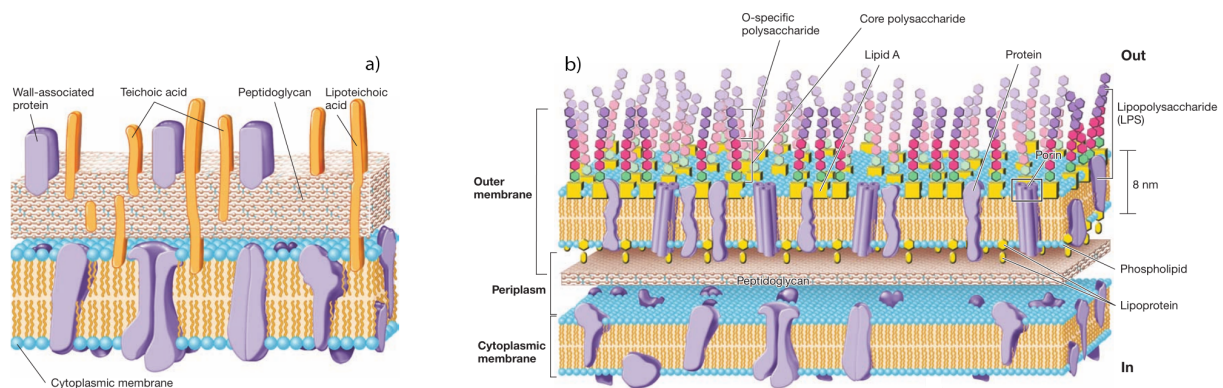 a)
Wall-associated
protein
Teichoic acid
Peptidoglycan
Lipoteichoic
acid
Cytoplasmic membrane
b)
O-specific
polysaccharide
Core polysaccharide
Lipid A
Protein
Out
Lipopolysaccharide
(LPS)
Porin
Outer
membrane
8 nm
Phospholipid
Peptidoglycan
Periplasm
Lipoprotein
Cytoplasmic
membrane
In